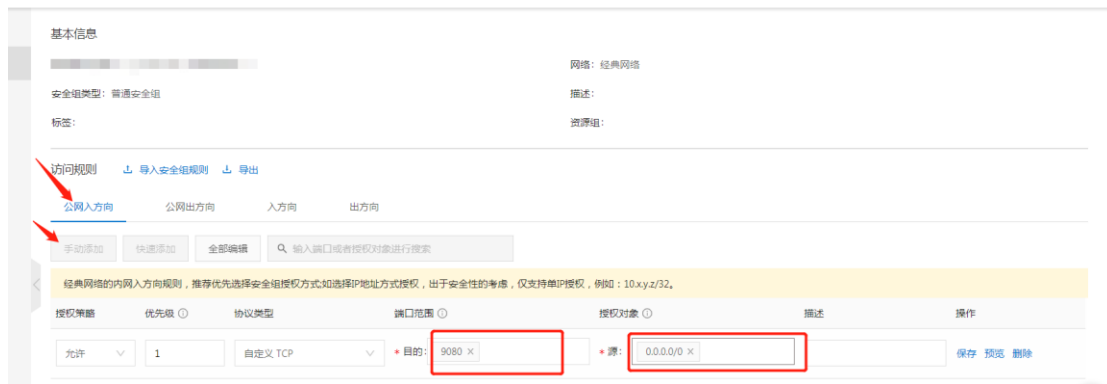 基本信息
网络：经典网络
安全组类型：普通安全组
描述：
标签：
资源组：
访问规则 导入安全组规则 导出
公网入方向 公网出方向 入方向 出方向
手动添加 快速添加 全部编辑 输入端口或者授权对象进行搜索
经典网络的内网入方向规则，推荐优先选择安全组授权方式;如选择IP地址方式授权，出于安全性的考虑，仅支持单IP授权，例如：10.x.y.z/32。
授权策略 优先级 协议类型 端口范围 授权对象 描述 操作
允许 1 自定义 TCP * 目的： 9080 × * 源： 0.0.0.0/0 × 保存 预览 删除